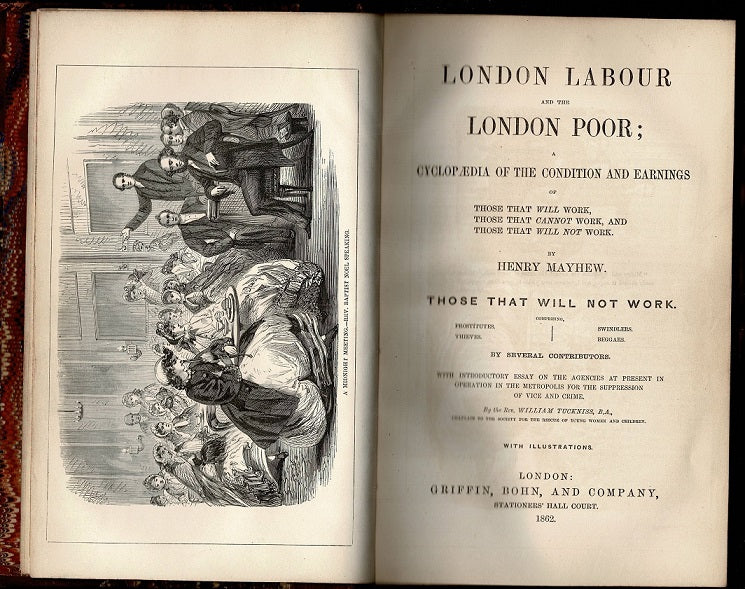 A MIDNIGHT MEETING.—REV. BAPTIST NOEL SPEAKING.
LONDON LABOUR
AND THE
LONDON POOR;
A
CYCLOPÆDIA OF THE CONDITION AND EARNINGS
OF
THOSE THAT WILL WORK,
THOSE THAT CANNOT WORK, AND
THOSE THAT WILL NOT WORK.
BY
HENRY MAYHEW.
THOSE THAT WILL NOT WORK.
COMPRISING,
PROSTITUTES. SWINDLERS.
THIEVES. BEGGARS.
BY SEVERAL CONTRIBUTORS.
WITH INTRODUCTORY ESSAY ON THE AGENCIES AT PRESENT IN
OPERATION IN THE METROPOLIS FOR THE SUPPRESSION
OF VICE AND CRIME.
By the Rev. WILLIAM TUCKNISS, B.A.,
CHAPLAIN TO THE SOCIETY FOR THE RESCUE OF YOUNG WOMEN AND CHILDREN.
WITH ILLUSTRATIONS.
LONDON:
GRIFFIN, BOHN, AND COMPANY,
STATIONERS' HALL COURT.
1862.